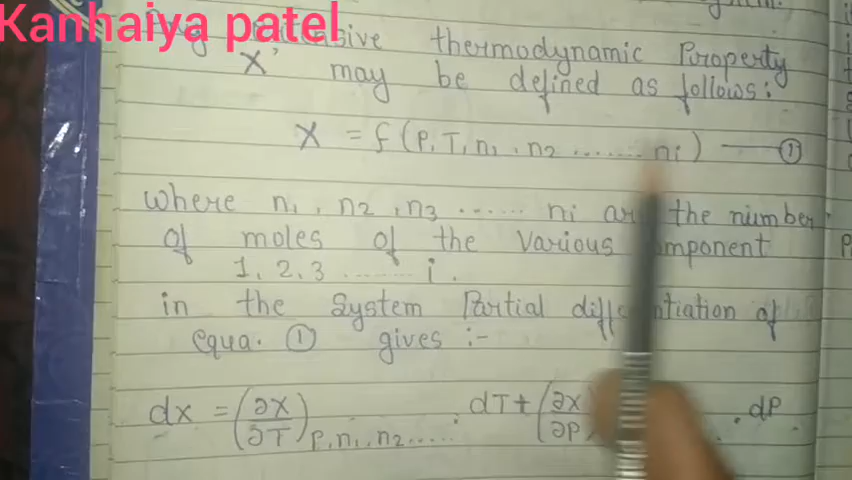 Kanhaiya patel
thermodynamic Property
X' may be defined as follows:
X = f (P, T, n₁, n₂ ....... ni) — ①
where n₁, n₂, n₃ ...... ni are the number
of moles of the various
1, 2, 3 ........ i.
in the System Partial of
equa. ① gives :-
dx = (∂X/∂T) P, n₁, n₂..... . dT + (∂X/∂P) . dP